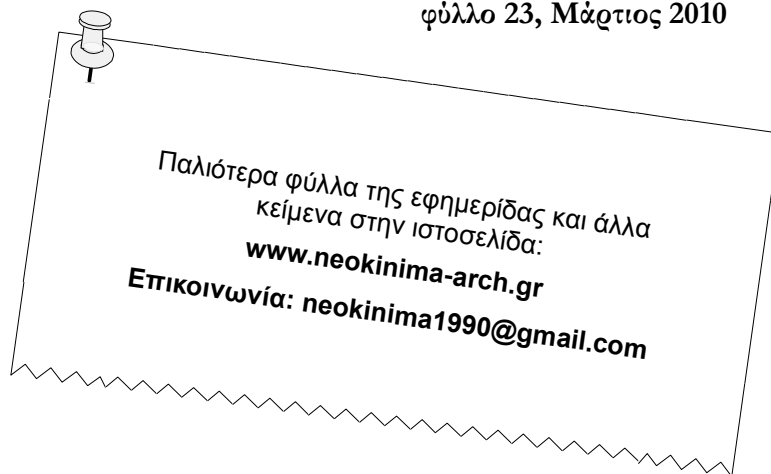 φύλλο 23, Μάρτιος 2010
Παλιότερα φύλλα της εφημερίδας και άλλα
κείμενα στην ιστοσελίδα:
www.neokinima-arch.gr
Επικοινωνία: neokinima1990@gmail.com